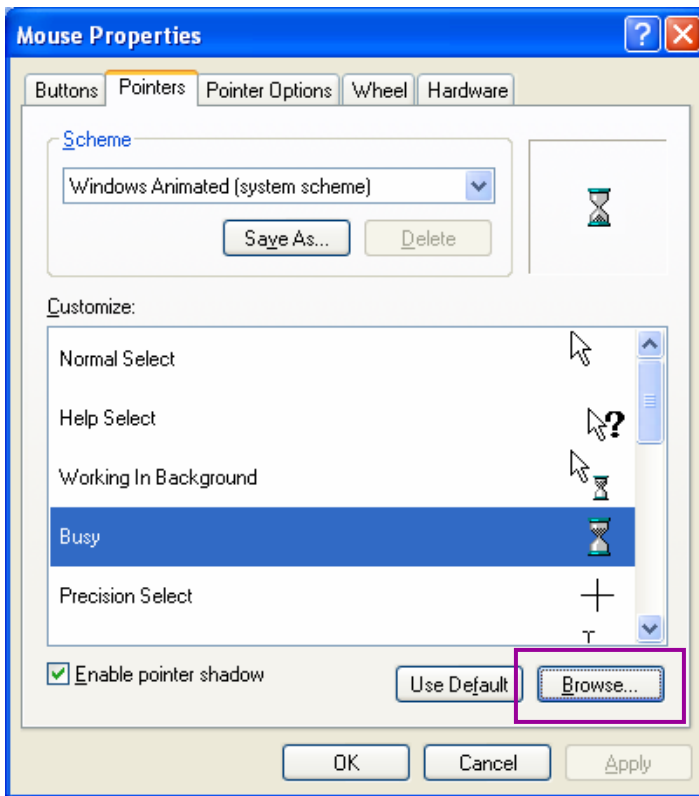 Mouse Properties
Buttons Pointers Pointer Options Wheel Hardware
Scheme
Windows Animated (system scheme)
Save As... Delete
Customize:
Normal Select
Help Select
Working In Background
Busy
Precision Select
Enable pointer shadow
Use Default Browse...
OK Cancel Apply